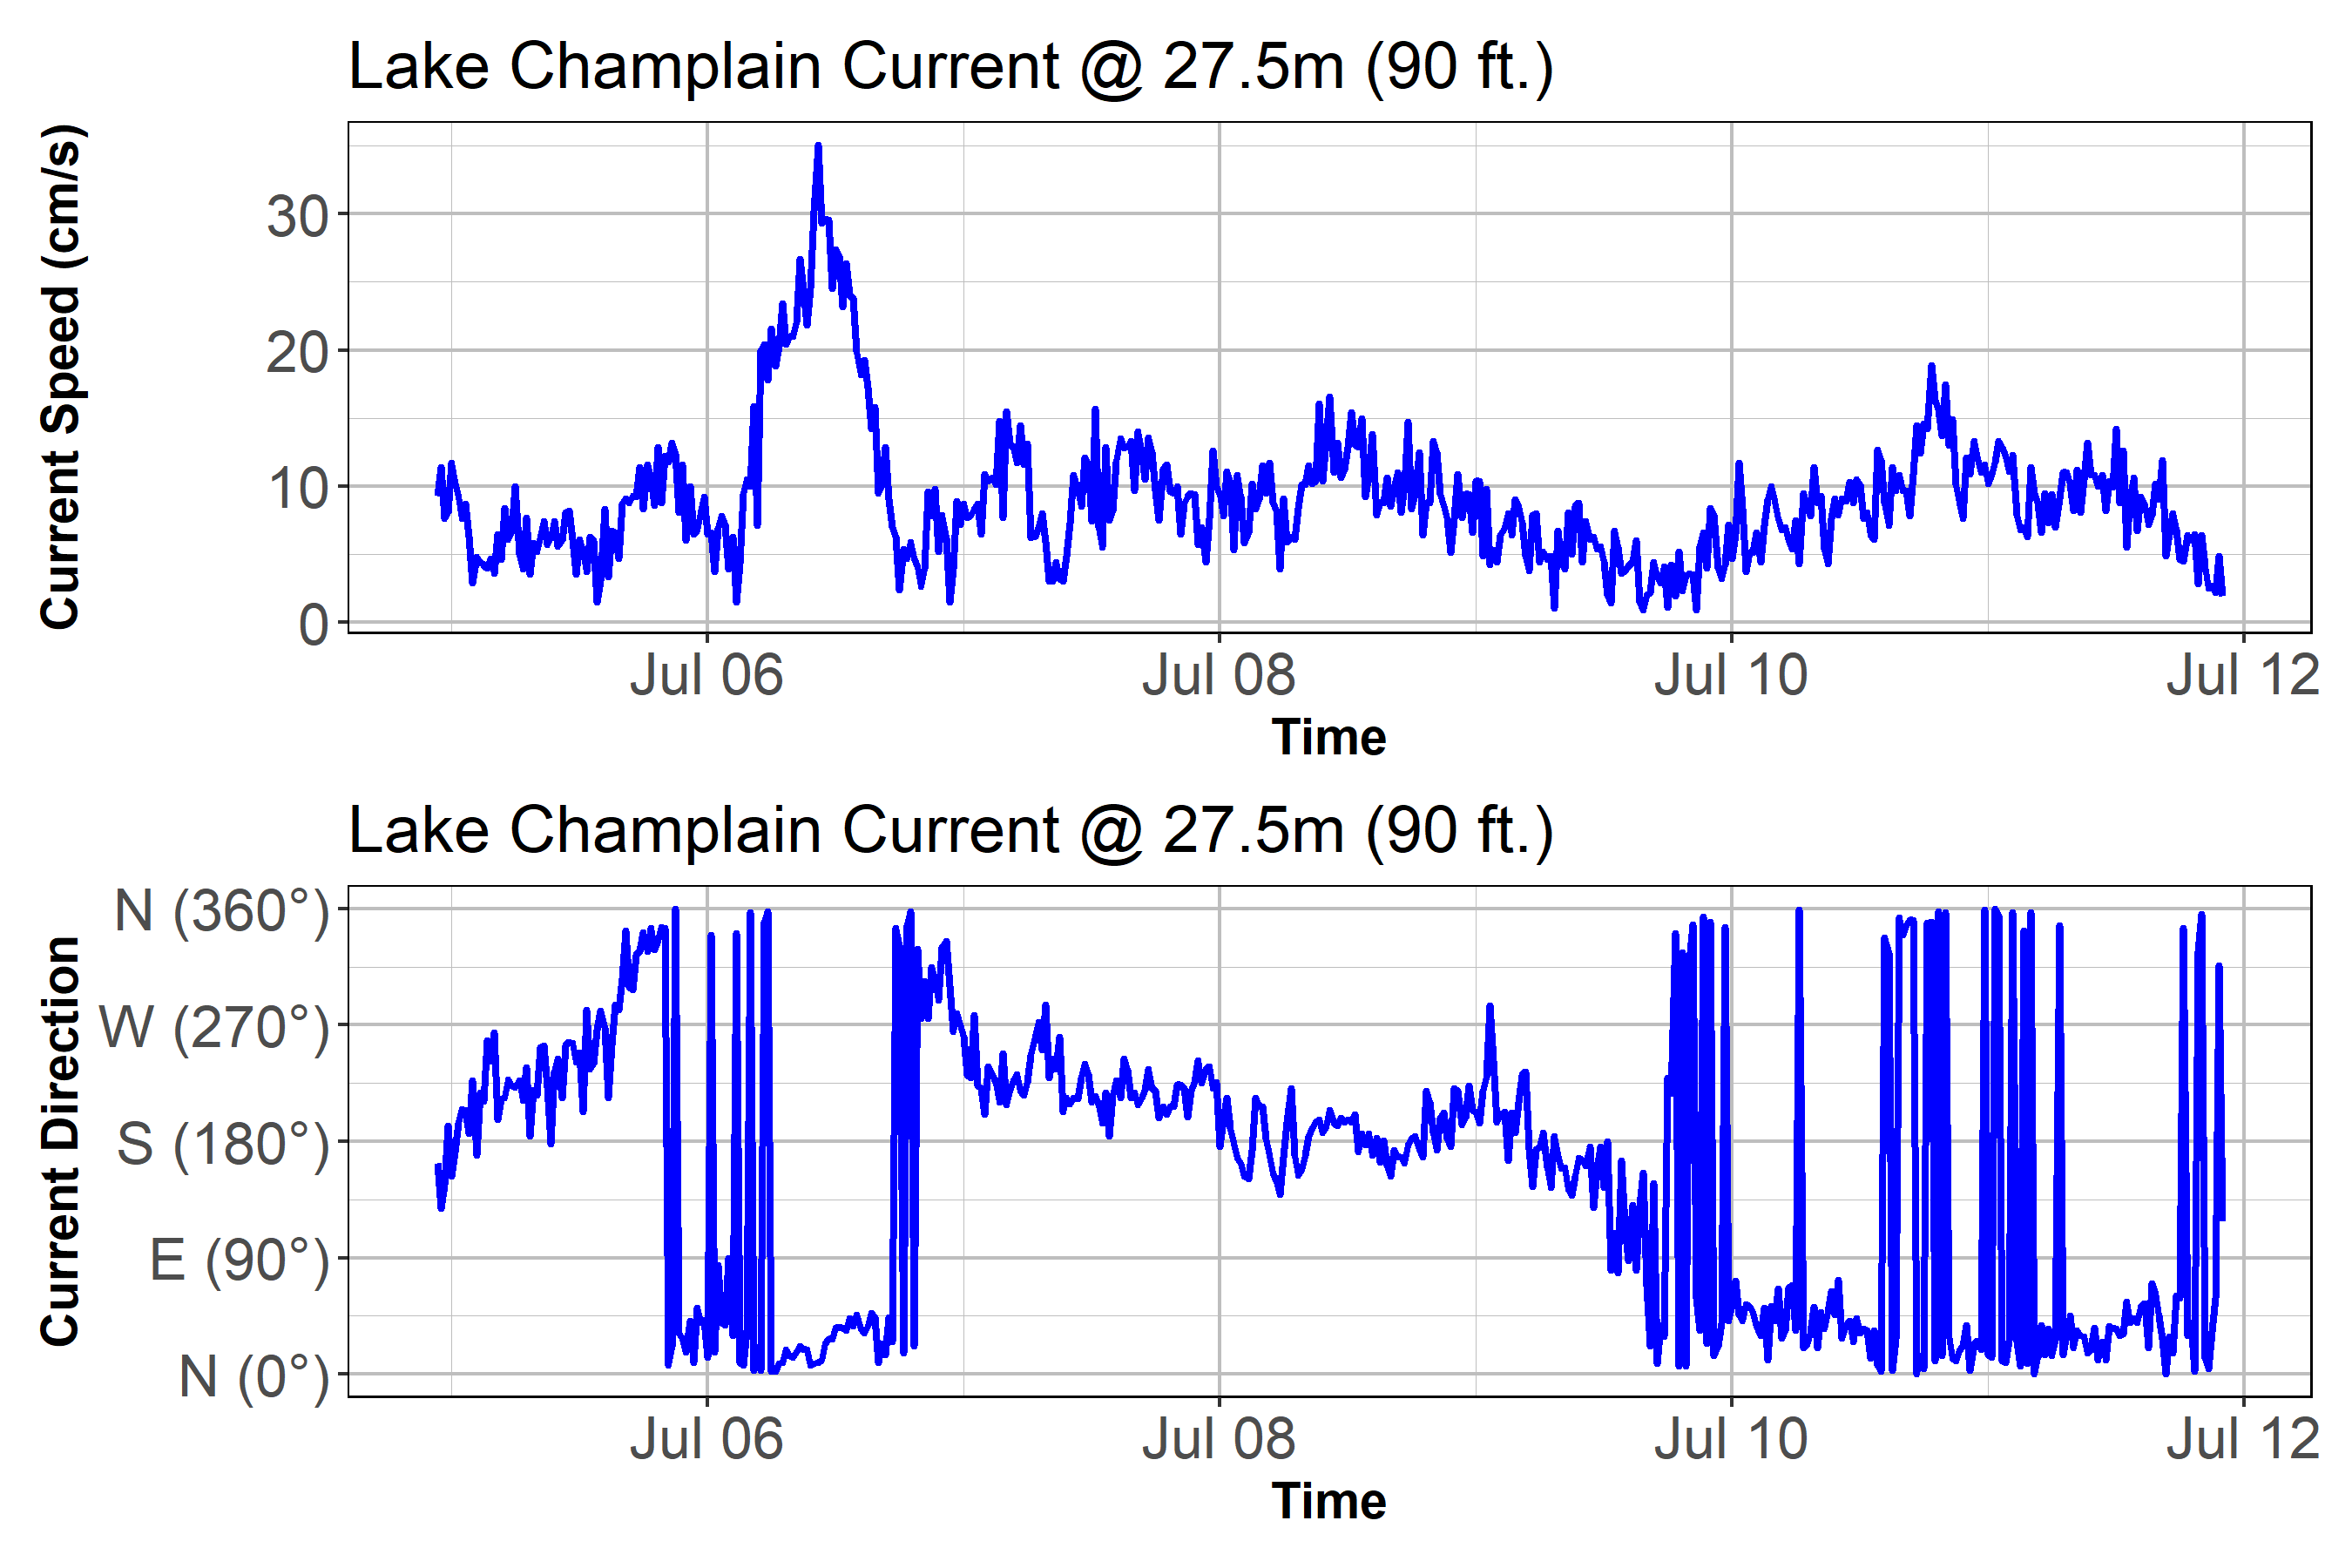 Lake Champlain Current @ 27.5m (90 ft.)
Current Speed (cm/s)
30
20
10
0
Jul 06 Jul 08 Jul 10 Jul 12
Time
Lake Champlain Current @ 27.5m (90 ft.)
Current Direction
N (360°)
W (270°)
S (180°)
E (90°)
N (0°)
Jul 06 Jul 08 Jul 10 Jul 12
Time